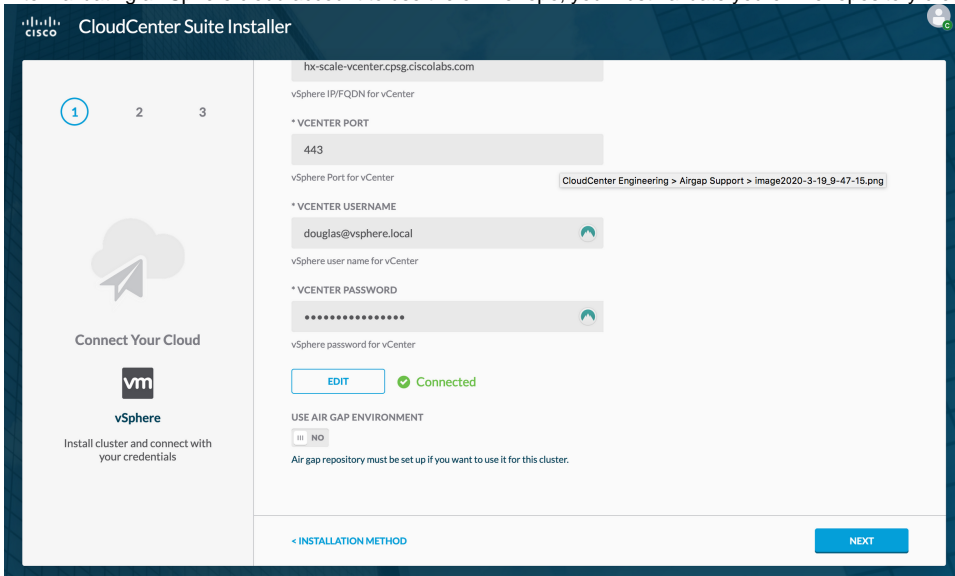 cisco CloudCenter Suite Installer
C
1 2 3
Connect Your Cloud
vm
vSphere
Install cluster and connect with
your credentials
hx-scale-vcenter.cpsg.ciscolabs.com
vSphere IP/FQDN for vCenter
* VCENTER PORT
443
vSphere Port for vCenter
CloudCenter Engineering > Airgap Support > image2020-3-19_9-47-15.png
* VCENTER USERNAME
douglas@vsphere.local
vSphere user name for vCenter
* VCENTER PASSWORD
••••••••••••••••
vSphere password for vCenter
EDIT Connected
USE AIR GAP ENVIRONMENT
NO
Air gap repository must be set up if you want to use it for this cluster.
< INSTALLATION METHOD NEXT